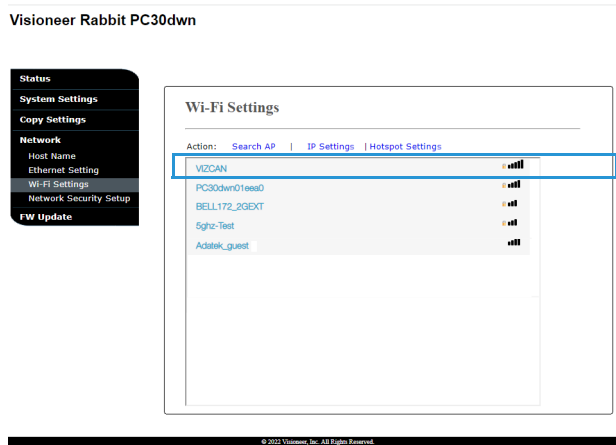 Visioneer Rabbit PC30dwn
Status
System Settings
Copy Settings
Network
Host Name
Ethernet Setting
Wi-Fi Settings
Network Security Setup
FW Update
Wi-Fi Settings
Action: Search AP | IP Settings | Hotspot Settings
VIZCAN
PC30dwn01eea0
BELL172_2GEXT
5ghz-Test
Adatek_guest
© 2022 Visioneer, Inc. All Rights Reserved.